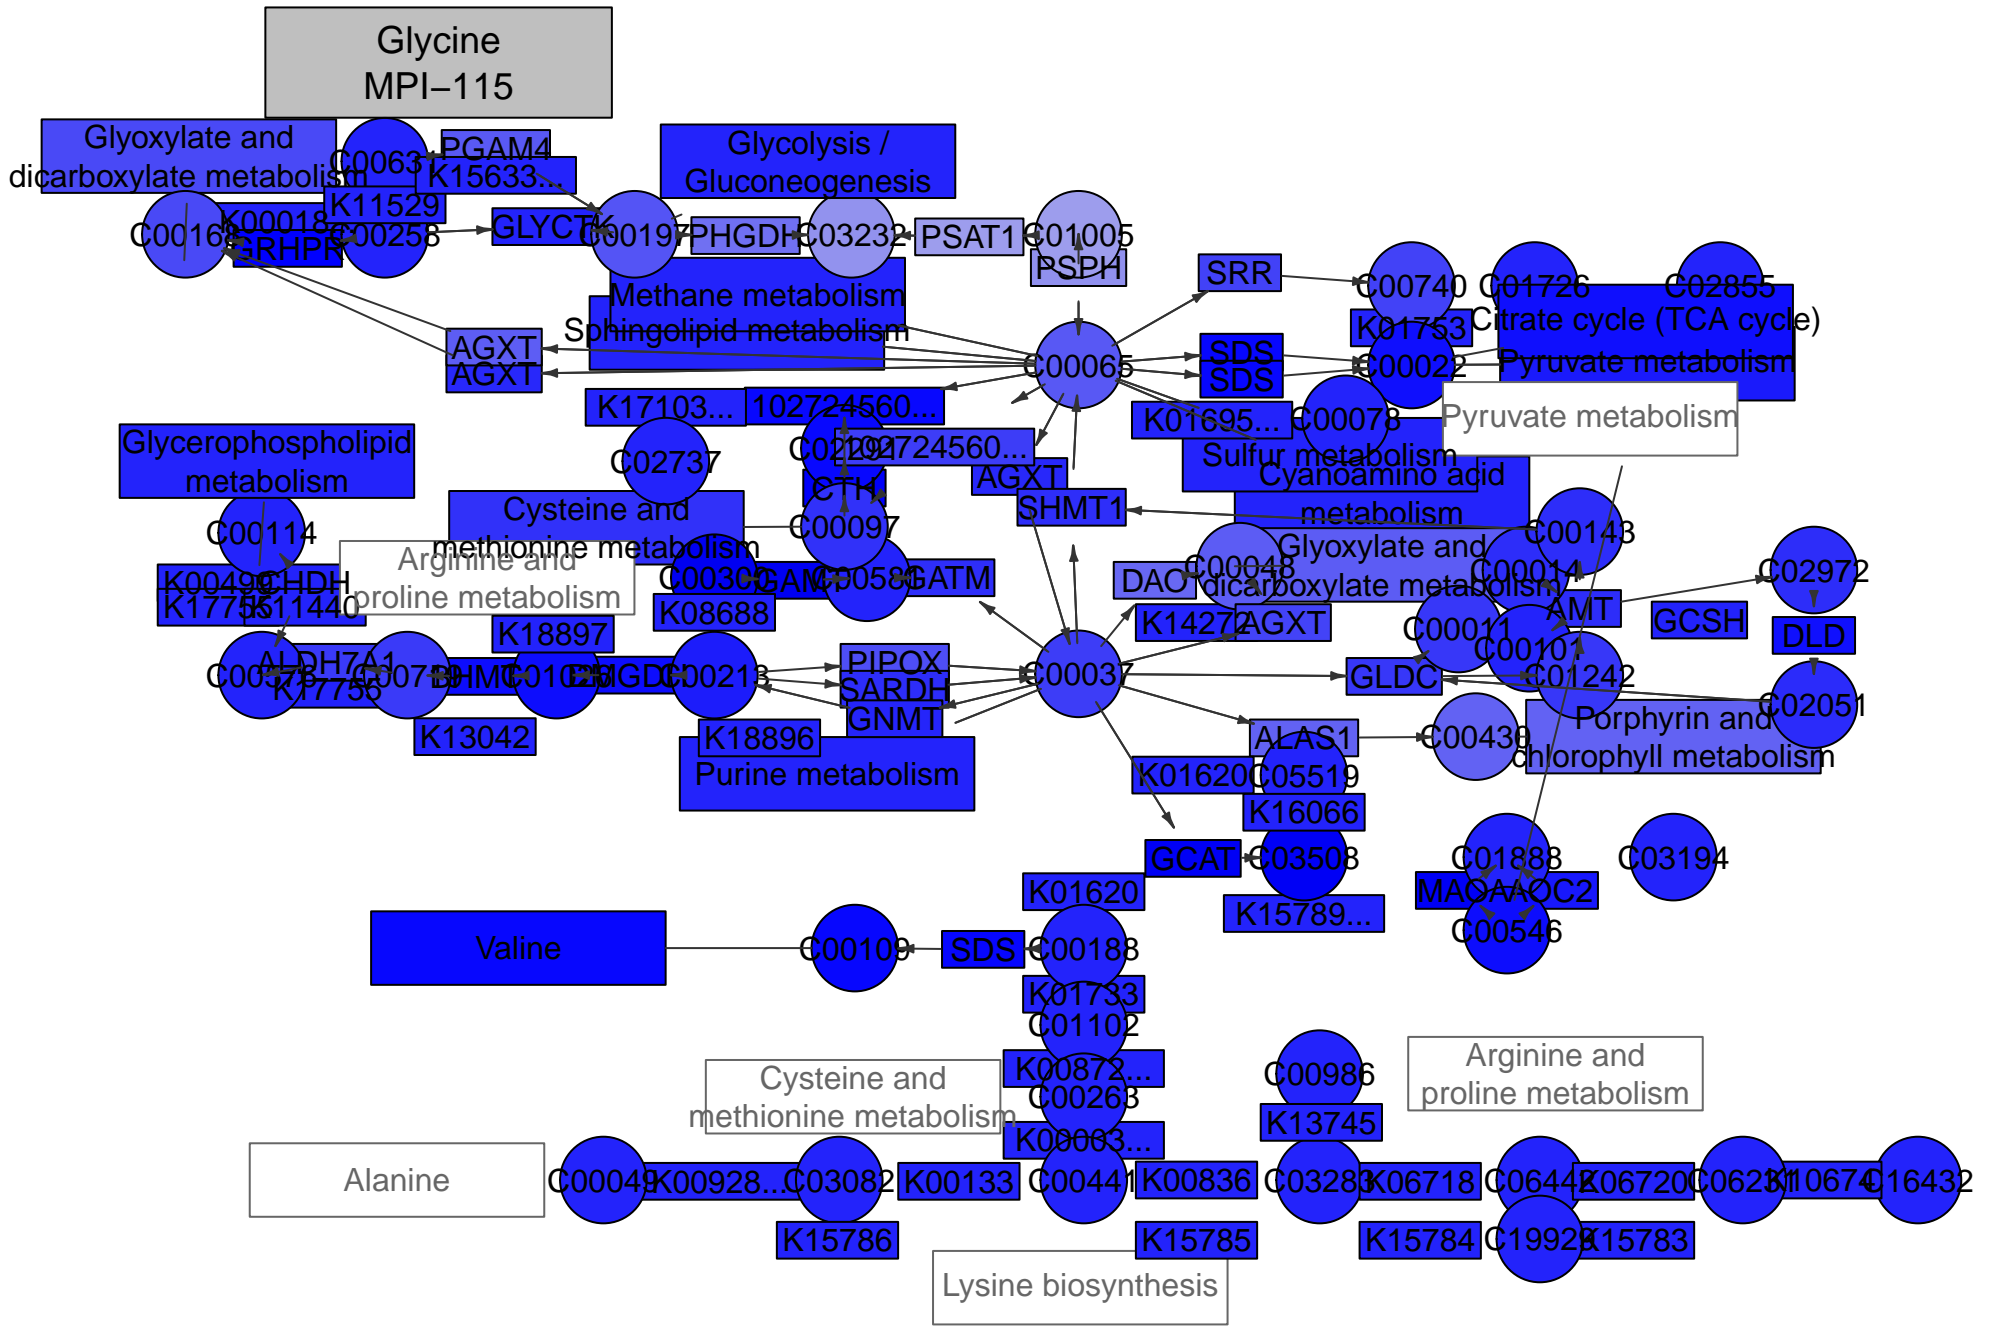 Glycine
MPI–115
Glyoxylate and
dicarboxylate metabolism
PGAM4
K15633...
K11529
Glycolysis /
Gluconeogenesis
K00018
GRHPR
C00258
GLYCTK
C00197
PHGDH
C03232
PSAT1
C01005
PSPH
Methane metabolism
Sphingolipid metabolism
SRR
C00740
C01726
C02855
K01753
Citrate cycle (TCA cycle)
Pyruvate metabolism
AGXT
AGXT
C00065
SDS
SDS
C00022
Pyruvate metabolism
K17103...
102724560...
K01695...
C00078
Glycerophospholipid
metabolism
C02737
102724560...
Sulfur metabolism
Cyanoamino acid
metabolism
AGXT
CTH
SHMT1
Cysteine and
methionine metabolism
C00097
C00114
C00143
Arginine and
proline metabolism
C00300
GATM
DAO
C00048
Glyoxylate and
dicarboxylate metabolism
C02972
K00499
CHDH
K17755
K11440
K08688
K14272
AGXT
AMT
GCSH
DLD
K18897
C00011
C00101
ALDH7A1
K17755
C00213
PIPOX
SARDH
GNMT
C00037
GLDC
C01242
C02051
K13042
K18896
Purine metabolism
ALAS1
C00430
Porphyrin and
chlorophyll metabolism
K01620
C05519
K16066
GCAT
C03508
K01620
K15789...
C01888
C03194
MAOA
AOC2
C00546
Valine
C00109
SDS
C00188
K01733
C01102
K00872...
C00263
K00003...
Cysteine and
methionine metabolism
C00986
K13745
Arginine and
proline metabolism
Alanine
C00049
K00928...
C03082
K00133
C00441
K00836
C03283
K06718
K06720
K10674
C16432
K15786
K15785
K15784
K15783
Lysine biosynthesis